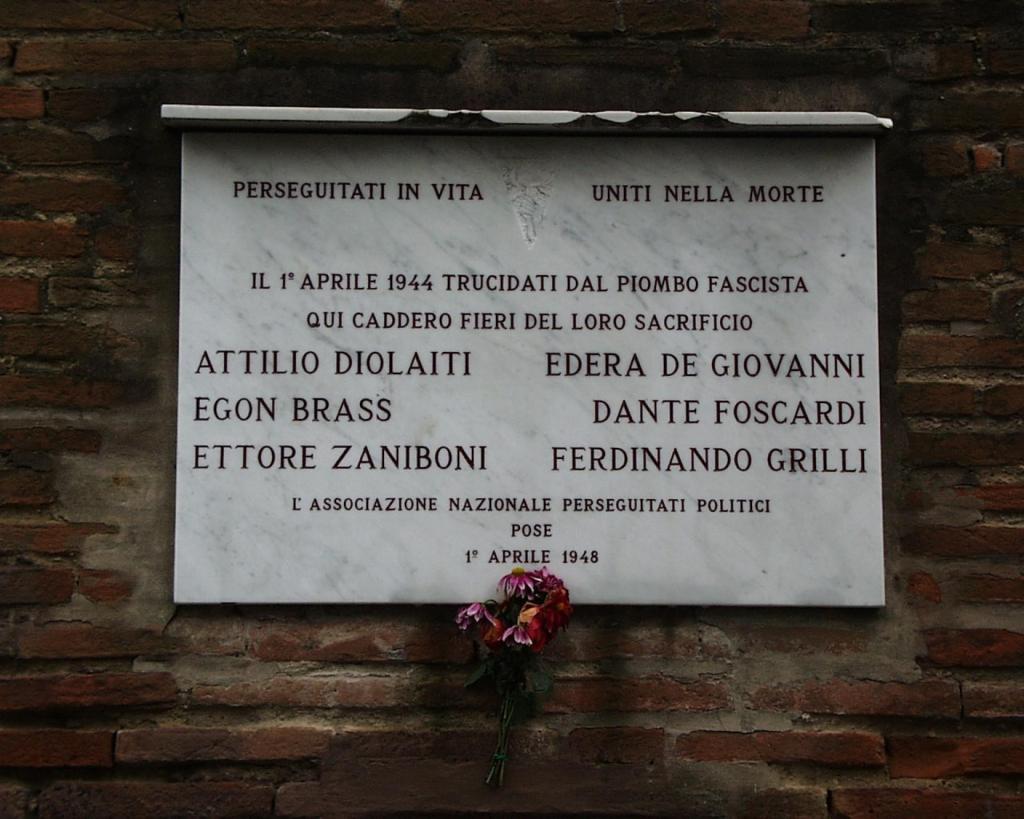 PERSEGUITATI IN VITA UNITI NELLA MORTE
IL 1º APRILE 1944 TRUCIDATI DAL PIOMBO FASCISTA
QUI CADDERO FIERI DEL LORO SACRIFICIO
ATTILIO DIOLAITI EDERA DE GIOVANNI
EGON BRASS DANTE FOSCARDI
ETTORE ZANIBONI FERDINANDO GRILLI
L'ASSOCIAZIONE NAZIONALE PERSEGUITATI POLITICI
POSE
1º APRILE 1948